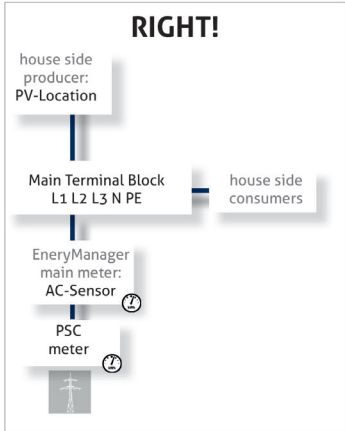 RIGHT!
house side
producer:
PV-Location
Main Terminal Block
L1 L2 L3 N PE
house side
consumers
EneryManager
main meter:
AC-Sensor
PSC
meter